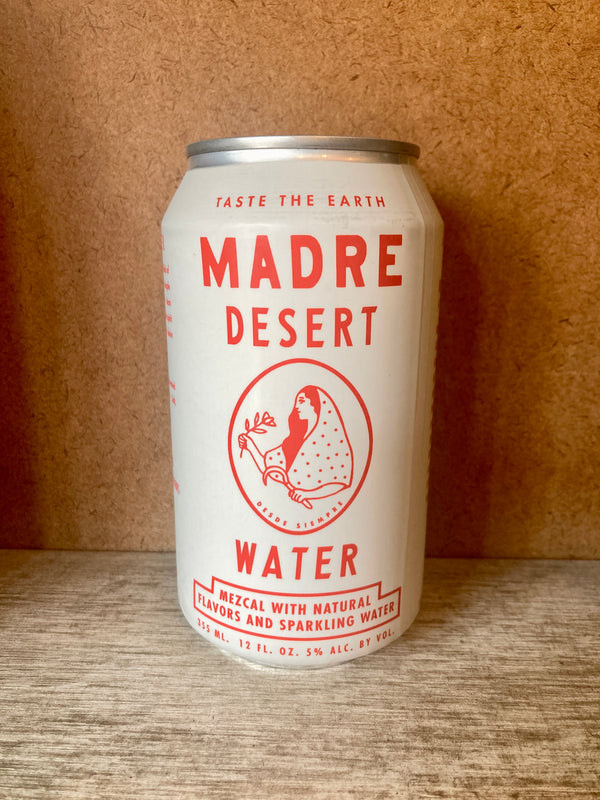 TASTE THE EARTH
MADRE
DESERT
DESDE SIEMPRE
WATER
MEZCAL WITH NATURAL
FLAVORS AND SPARKLING WATER
355 ML. 12 FL. OZ. 5% ALC. BY VOL.